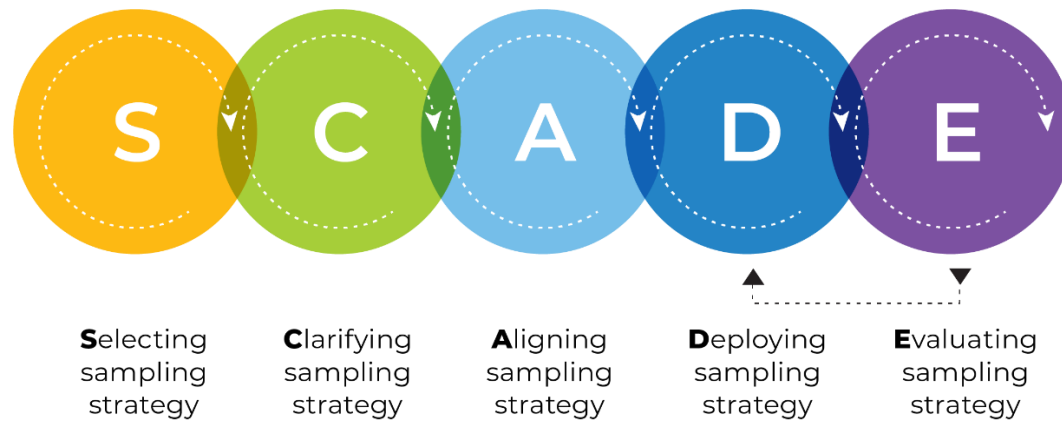 S C A D E
Selecting sampling strategy
Clarifying sampling strategy
Aligning sampling strategy
Deploying sampling strategy
Evaluating sampling strategy